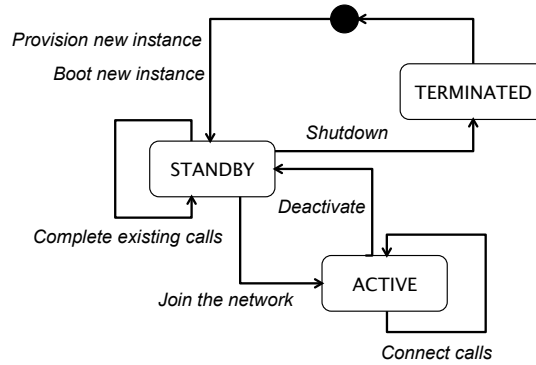 Provision new instance
Boot new instance
TERMINATED
Shutdown
STANDBY
Deactivate
Complete existing calls
ACTIVE
Join the network
Connect calls